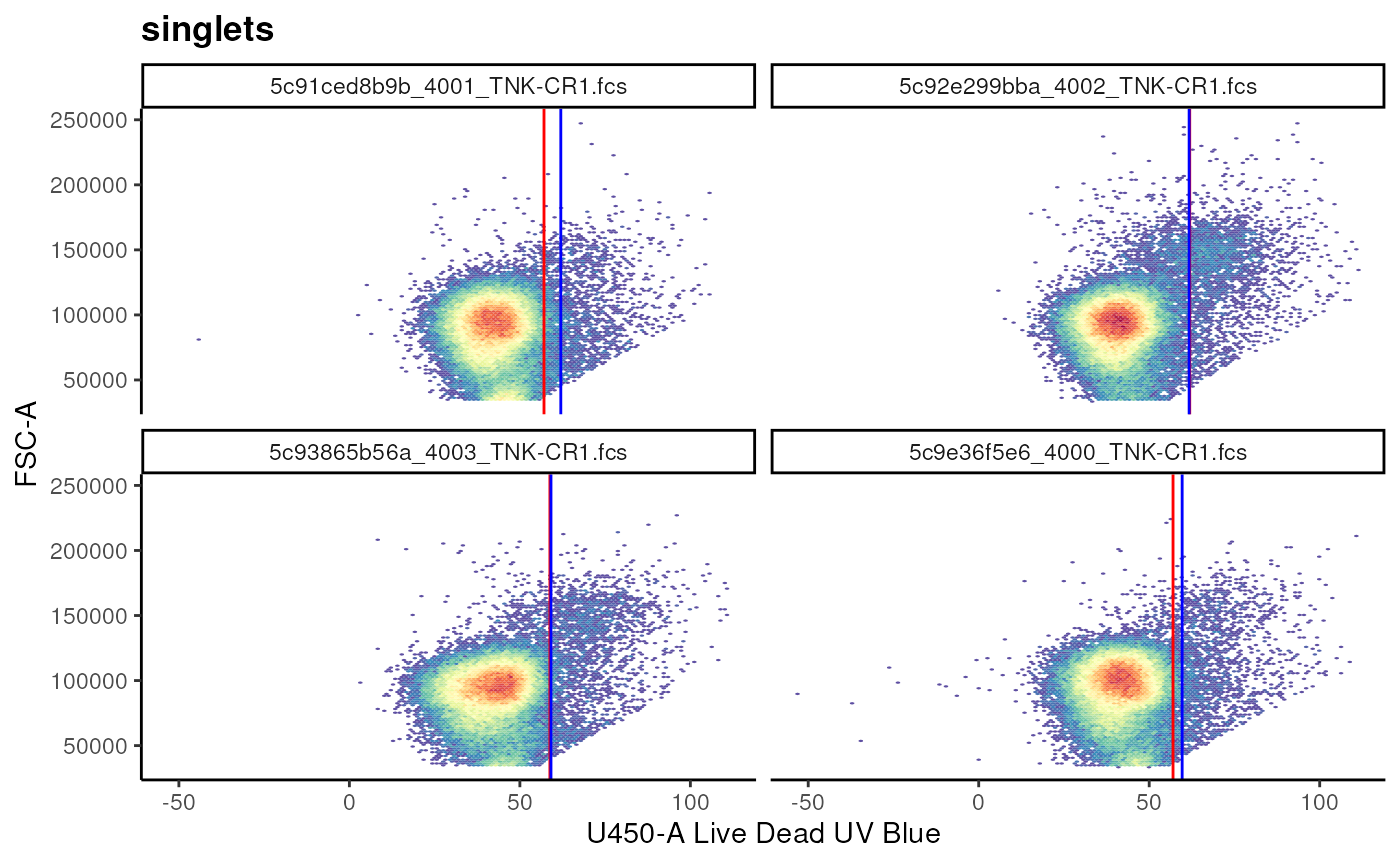 singlets
5c91ced8b9b_4001_TNK-CR1.fcs
5c92e299bba_4002_TNK-CR1.fcs
250000
200000
150000
100000
50000
FSC-A
5c93865b56a_4003_TNK-CR1.fcs
5c9e36f5e6_4000_TNK-CR1.fcs
250000
200000
150000
100000
50000
-50
0
50
100
-50
0
50
100
U450-A Live Dead UV Blue